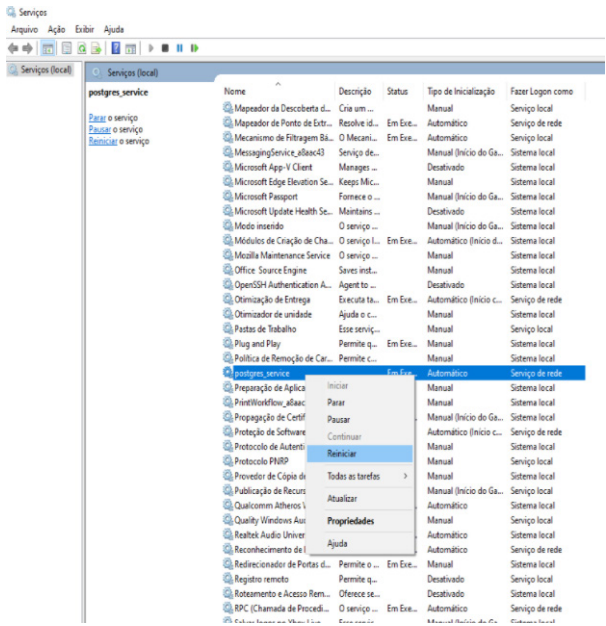 Serviços
Arquivo Ação Exibir Ajuda
Serviços (local)
Serviços (local)
postgres_service
Parar o serviço
Pausar o serviço
Reiniciar o serviço
Nome Descrição Status Tipo de Inicialização Fazer Logon como
Mapeador da Descoberta d... Cria um ... Manual Serviço local
Mapeador de Ponto de Extr... Resolve id... Em Exe... Automático Serviço de rede
Mecanismo de Filtragem Bá... O Mecani... Em Exe... Automático Serviço local
MessagingService_a8aac43 Serviço de... Manual (Início do Ga... Sistema local
Microsoft App-V Client Manages ... Desativado Sistema local
Microsoft Edge Elevation Se... Keeps Mic... Manual Sistema local
Microsoft Passport Fornece o ... Manual (Início do Ga... Sistema local
Microsoft Update Health Se... Maintains ... Desativado Sistema local
Modo inserido O serviço ... Manual (Início do Ga... Sistema local
Módulos de Criação de Cha... O serviço I... Em Exe... Automático (Início d... Sistema local
Mozilla Maintenance Service O serviço ... Manual Sistema local
Office Source Engine Saves inst... Manual Sistema local
OpenSSH Authentication A... Agent to ... Desativado Sistema local
Otimização de Entrega Executa ta... Em Exe... Automático (Início c... Serviço de rede
Otimizador de unidade Ajuda o c... Manual Sistema local
Pastas de Trabalho Esse serviç... Manual Serviço local
Plug and Play Permite q... Em Exe... Manual Sistema local
Política de Remoção de Car... Permite c... Manual Sistema local
postgres_service Em Exe... Automático Serviço de rede
Preparação de Aplica Manual Sistema local
PrintWorkflow_a8aac Manual Sistema local
Propagação de Certif Manual (Início do Ga... Sistema local
Proteção de Software Automático (Início c... Serviço de rede
Protocolo de Autenti Manual Sistema local
Protocolo PNRP Manual Serviço local
Provedor de Cópia de Manual Sistema local
Publicação de Recurs Manual (Início do Ga... Serviço local
Qualcomm Atheros Automático Sistema local
Quality Windows Aud Manual Serviço local
Realtek Audio Univer Automático Sistema local
Reconhecimento de Automático Serviço de rede
Redirecionador de Portas d... Permite o ... Em Exe... Manual Sistema local
Registro remoto Permite q... Desativado Serviço local
Roteamento e Acesso Rem... Oferece se... Desativado Sistema local
RPC (Chamada de Procedi... O serviço ... Em Exe... Automático Serviço de rede
Iniciar
Parar
Pausar
Continuar
Reiniciar
Todas as tarefas
Atualizar
Propriedades
Ajuda